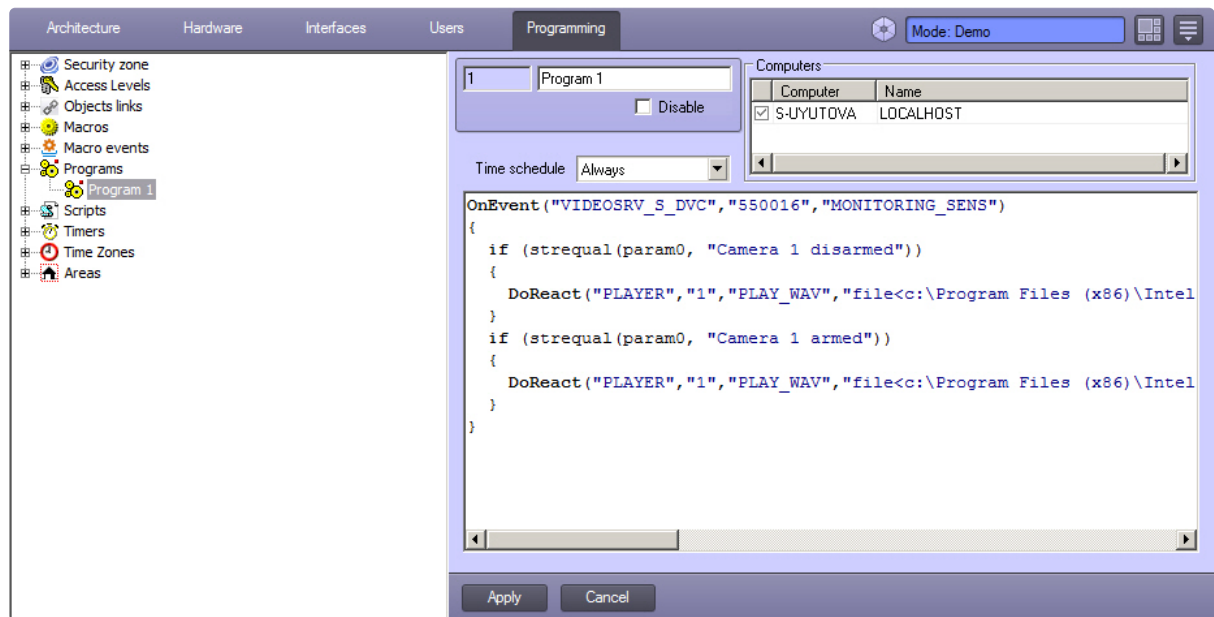 Architecture Hardware Interfaces Users Programming Mode: Demo
Security zone
Access Levels
Objects links
Macros
Macro events
Programs
Program 1
Scripts
Timers
Time Zones
Areas
1 Program 1
Disable
Computers
Computer Name
S-UYUTOVA LOCALHOST
Time schedule Always
OnEvent("VIDEOSRV_S_DVC","550016","MONITORING_SENS")
{
if (strequal(param0, "Camera 1 disarmed"))
{
DoReact("PLAYER","1","PLAY_WAV","file<c:\Program Files (x86)\Intel
}
if (strequal(param0, "Camera 1 armed"))
{
DoReact("PLAYER","1","PLAY_WAV","file<c:\Program Files (x86)\Intel
}
}
Apply Cancel